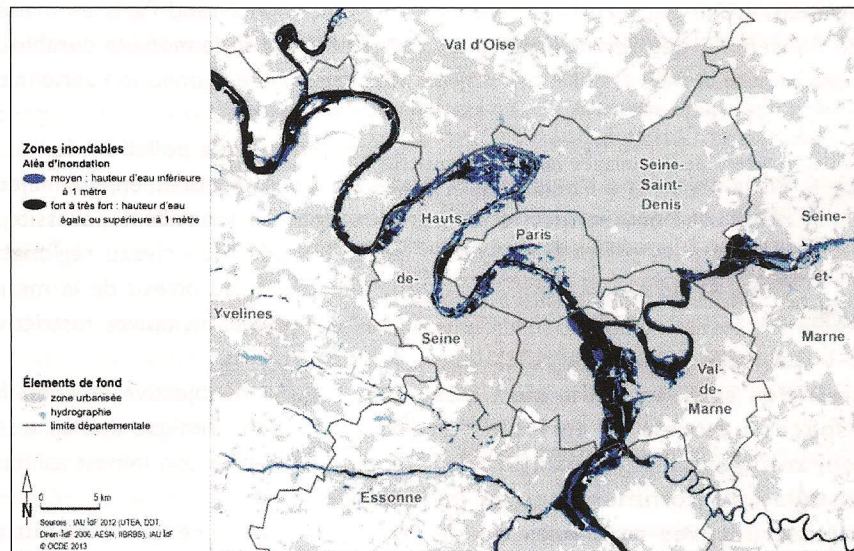 Val d'Oise
Zones inondables
Aléa d'inondation
moyen : hauteur d'eau inférieure
à 1 mètre
fort à très fort : hauteur d'eau
égale ou supérieure à 1 mètre
Seine-
Saint-
Denis
Hauts
Paris
Seine-
de-
et-
Yvelines
Seine
Marne
Val-
de-
Marne
Élements de fond
zone urbanisée
hydrographie
limite départementale
Essonne
N
0 5 km
Sources : IAU ÎdF 2012 (UTEA, DDT,
Diren-ÎdF 2006, AESN, IIBRBS), IAU ÎdF
© OCDE 2013